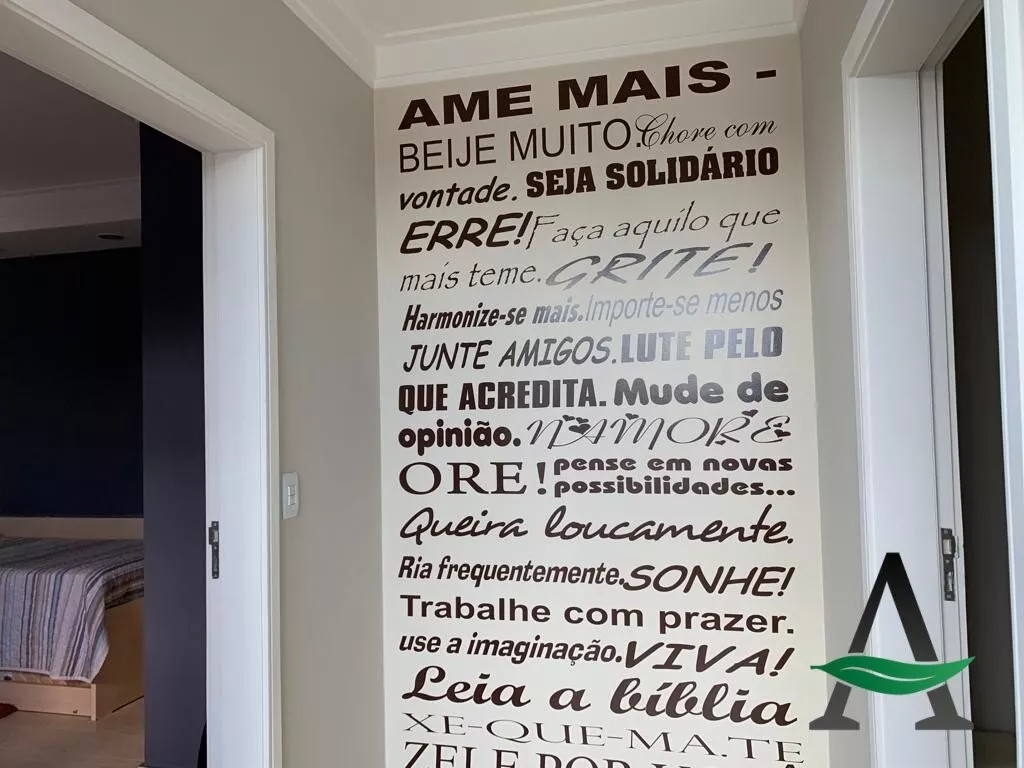 AME MAIS -
BEIJE MUITO. Chore com
vontade. SEJA SOLIDÁRIO
ERRE! Faça aquilo que
mais teme. GRITE!
Harmonize-se mais. Importe-se menos
JUNTE AMIGOS. LUTE PELO
QUE ACREDITA. Mude de
opinião. NAMORE
ORE! pense em novas
possibilidades...
Queira loucamente.
Ria frequentemente. SONHE!
Trabalhe com prazer.
use a imaginação. VIVA!
Leia a bíblia
XE-QUE-MA.TE
ZELE POR
A